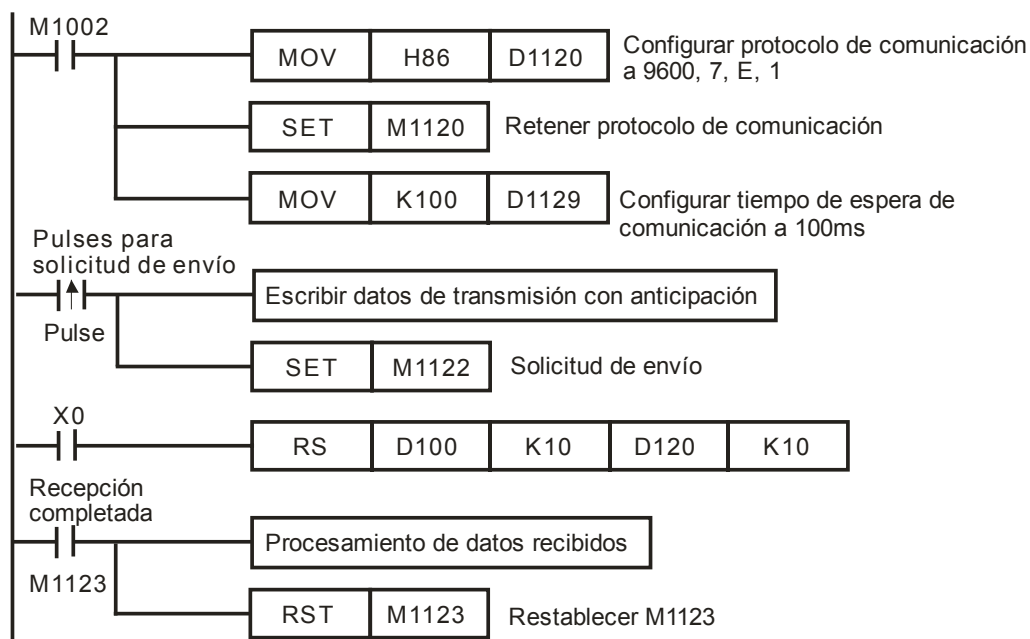 M1002
MOV H86 D1120
Configurar protocolo de comunicación
a 9600, 7, E, 1
SET M1120
Retener protocolo de comunicación
MOV K100 D1129
Configurar tiempo de espera de
comunicación a 100ms
Pulses para
solicitud de envío
Pulse
Escribir datos de transmisión con anticipación
SET M1122
Solicitud de envío
X0
RS D100 K10 D120 K10
Recepción
completada
M1123
Procesamiento de datos recibidos
RST M1123
Restablecer M1123